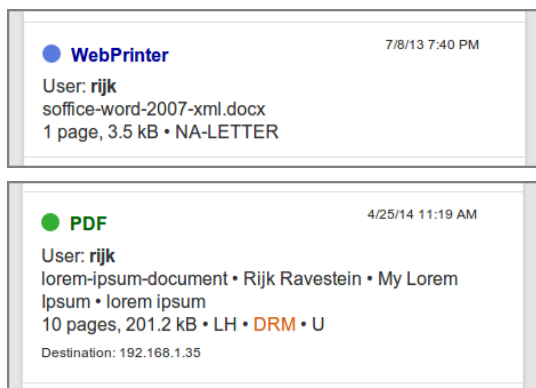 WebPrinter 7/8/13 7:40 PM
User: rijk
soffice-word-2007-xml.docx
1 page, 3.5 kB • NA-LETTER
PDF 4/25/14 11:19 AM
User: rijk
lorem-ipsum-document • Rijk Ravestein • My Lorem
Ipsum • lorem ipsum
10 pages, 201.2 kB • LH • DRM • U
Destination: 192.168.1.35